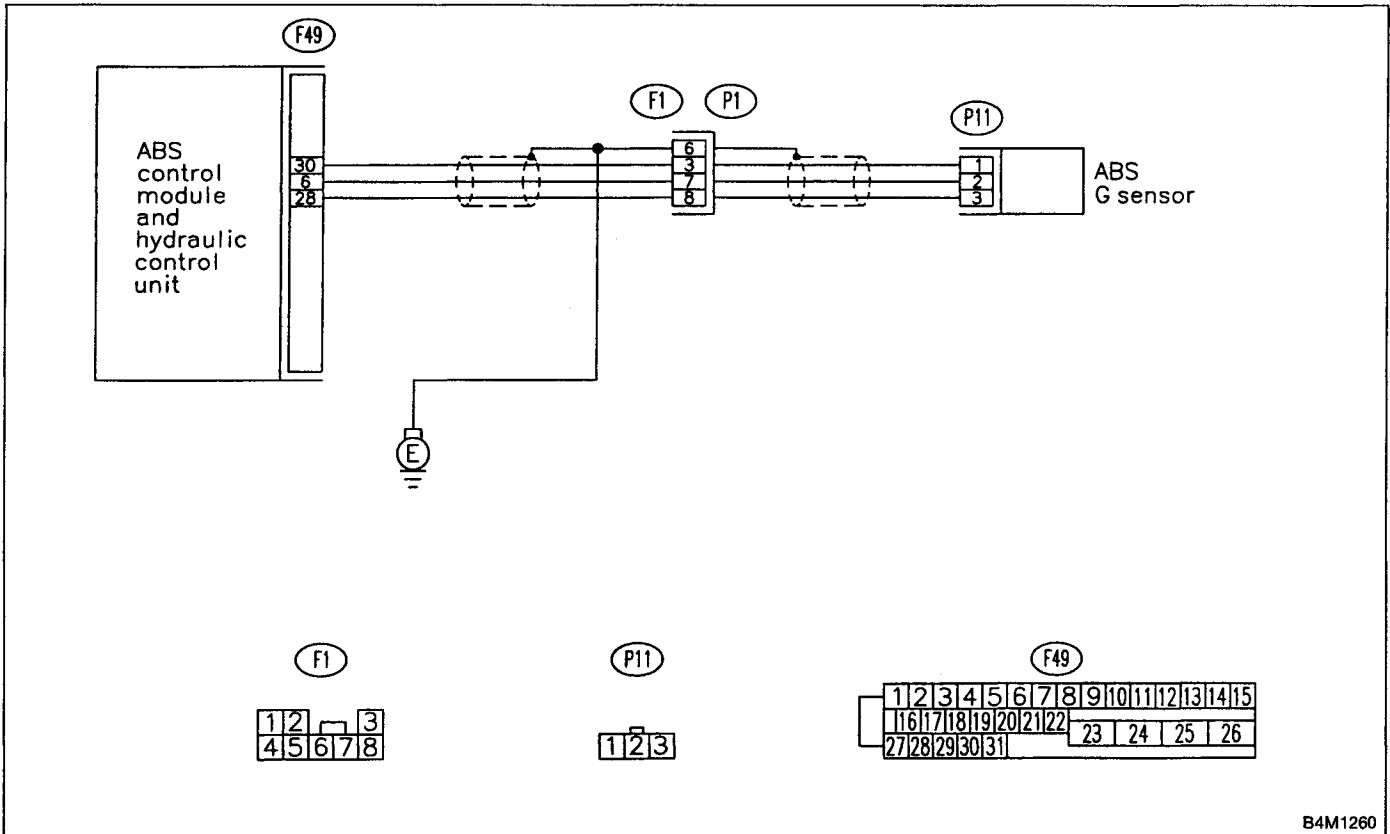 F49
F1 P1
P11
ABS
control
module
and
hydraulic
control
unit
30
6
28
6
3
7
8
1
2
3
ABS
G sensor
E
F1
P11
F49
1 2 3
4 5 6 7 8
1 2 3
1 2 3 4 5 6 7 8 9 10 11 12 13 14 15
16 17 18 19 20 21 22
23 24 25 26
27 28 29 30 31
B4M1260